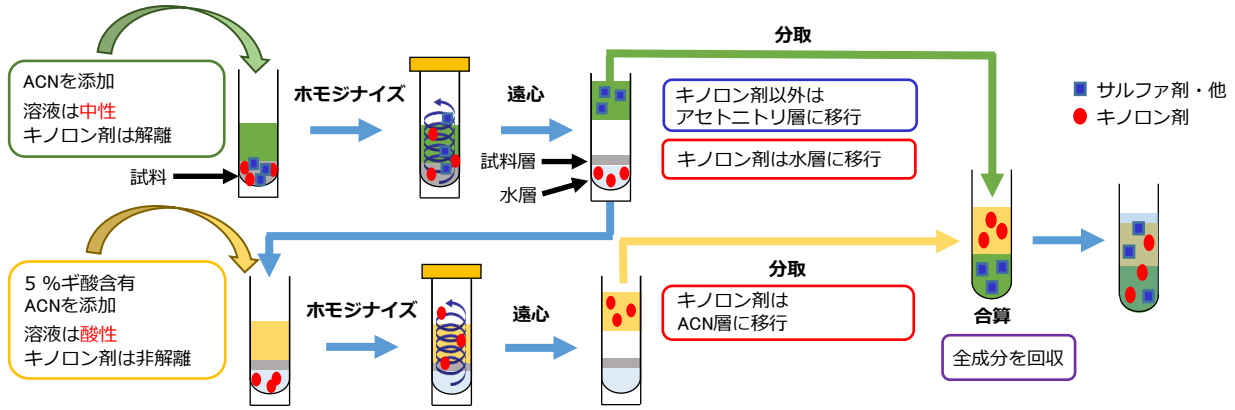 分取
ACNを添加
溶液は中性
キノロン剤は解離
ホモジナイズ
遠心
キノロン剤以外は
アセトニトリ層に移行
キノロン剤は水層に移行
サルファ剤・他
キノロン剤
試料
試料層
水層
5 %ギ酸含有
ACNを添加
溶液は酸性
キノロン剤は非解離
ホモジナイズ
遠心
分取
キノロン剤は
ACN層に移行
合算
全成分を回収